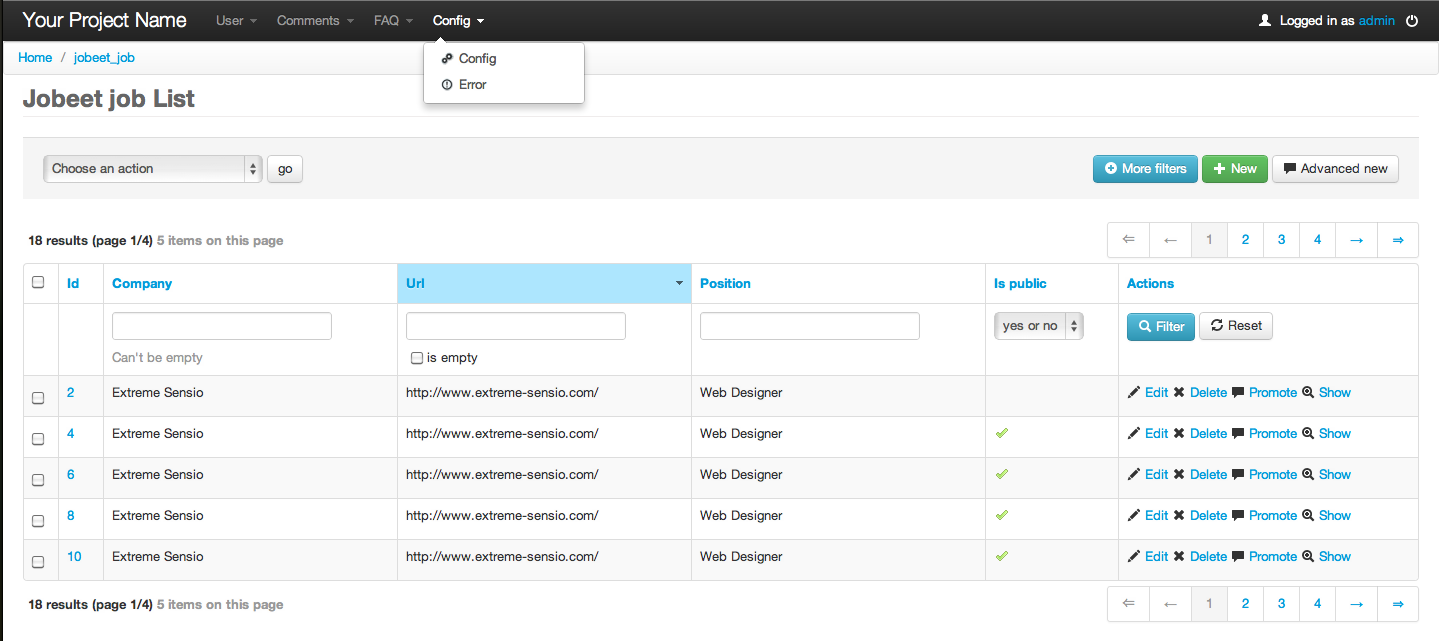 Your Project Name User Comments FAQ Config Logged in as admin
Home / jobeet_job
Config
Error
Jobeet job List
Choose an action go More filters New Advanced new
18 results (page 1/4) 5 items on this page ⇐ ← 1 2 3 4 → ⇒
Id Company Url Position Is public Actions
yes or no Filter Reset
Can't be empty is empty
2 Extreme Sensio http://www.extreme-sensio.com/ Web Designer Edit Delete Promote Show
4 Extreme Sensio http://www.extreme-sensio.com/ Web Designer Edit Delete Promote Show
6 Extreme Sensio http://www.extreme-sensio.com/ Web Designer Edit Delete Promote Show
8 Extreme Sensio http://www.extreme-sensio.com/ Web Designer Edit Delete Promote Show
10 Extreme Sensio http://www.extreme-sensio.com/ Web Designer Edit Delete Promote Show
18 results (page 1/4) 5 items on this page ⇐ ← 1 2 3 4 → ⇒